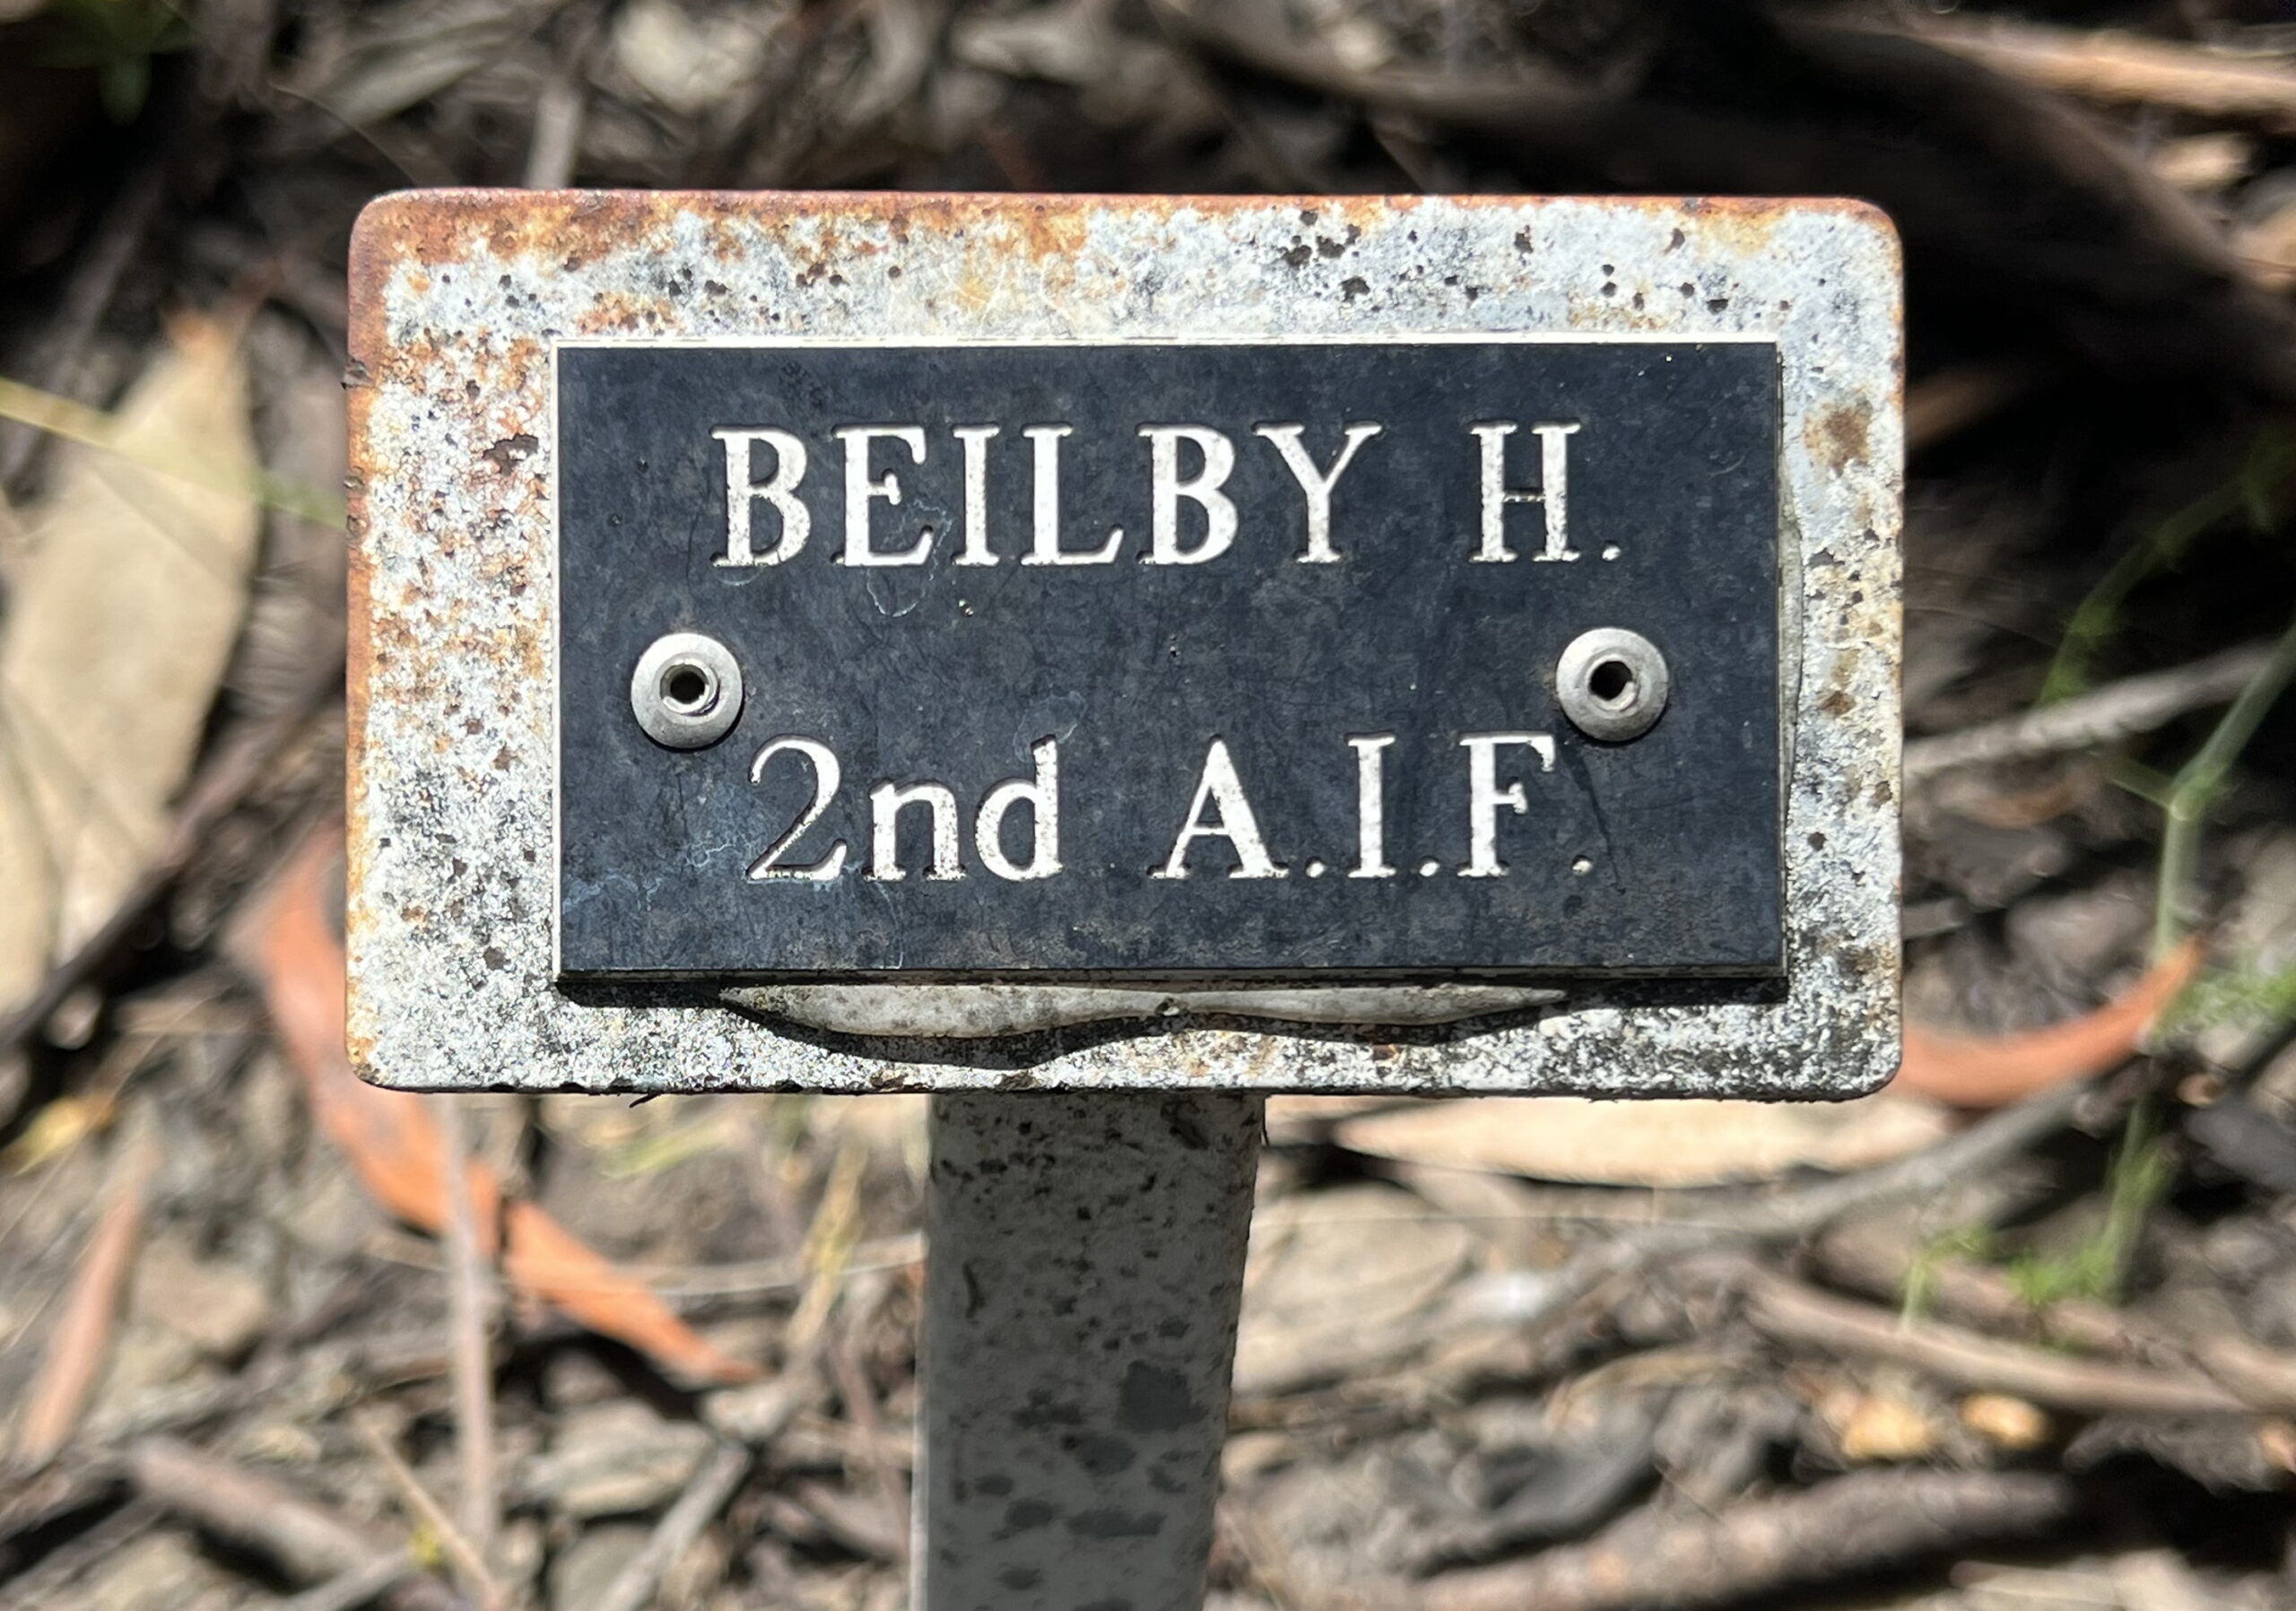 BEILBY H.
2nd A.I.F.